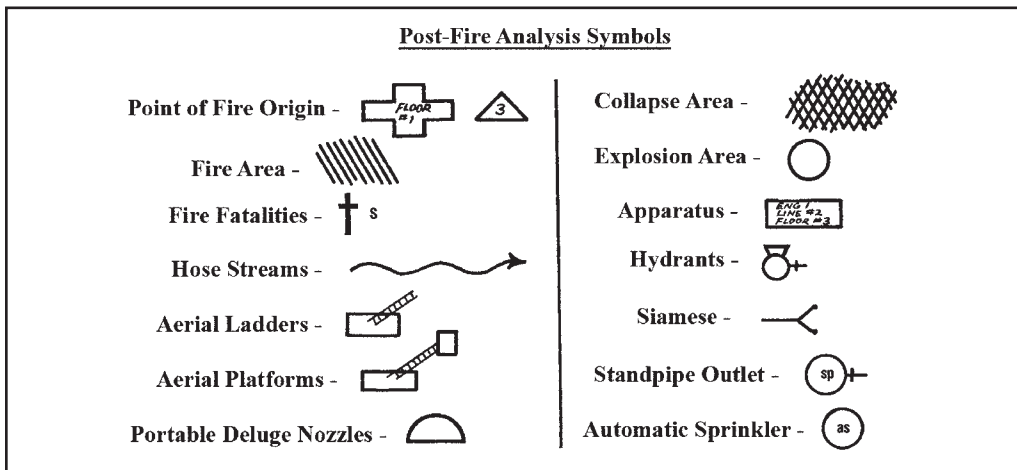 Post-Fire Analysis Symbols
Point of Fire Origin -
FLOOR
#1
3
Fire Area -
Fire Fatalities -
S
Hose Streams -
Aerial Ladders -
Aerial Platforms -
Portable Deluge Nozzles -
Collapse Area -
Explosion Area -
Apparatus -
ENG 1
LINE #2
FLOOR #3
Hydrants -
Siamese -
Standpipe Outlet -
sp
Automatic Sprinkler -
as